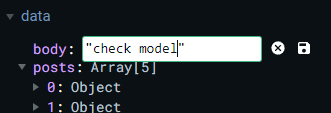 data
body: "check model"
posts: Array[5]
0: Object
1: Object